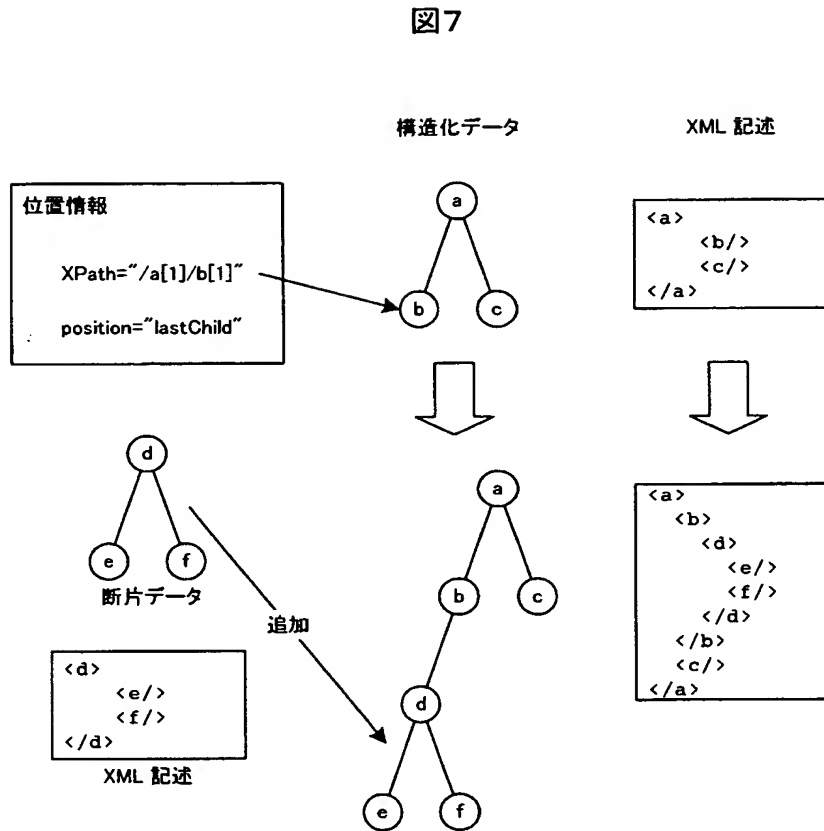 図7
構造化データ
XML 記述
位置情報
XPath="/a[1]/b[1]"
position="lastChild"
a
b
c
<a>
<b/>
<c/>
</a>
d
e
f
断片データ
追加
<d>
<e/>
<f/>
</d>
XML 記述
a
b
c
d
e
f
<a>
<b>
<d>
<e/>
<f/>
</d>
</b>
<c/>
</a>